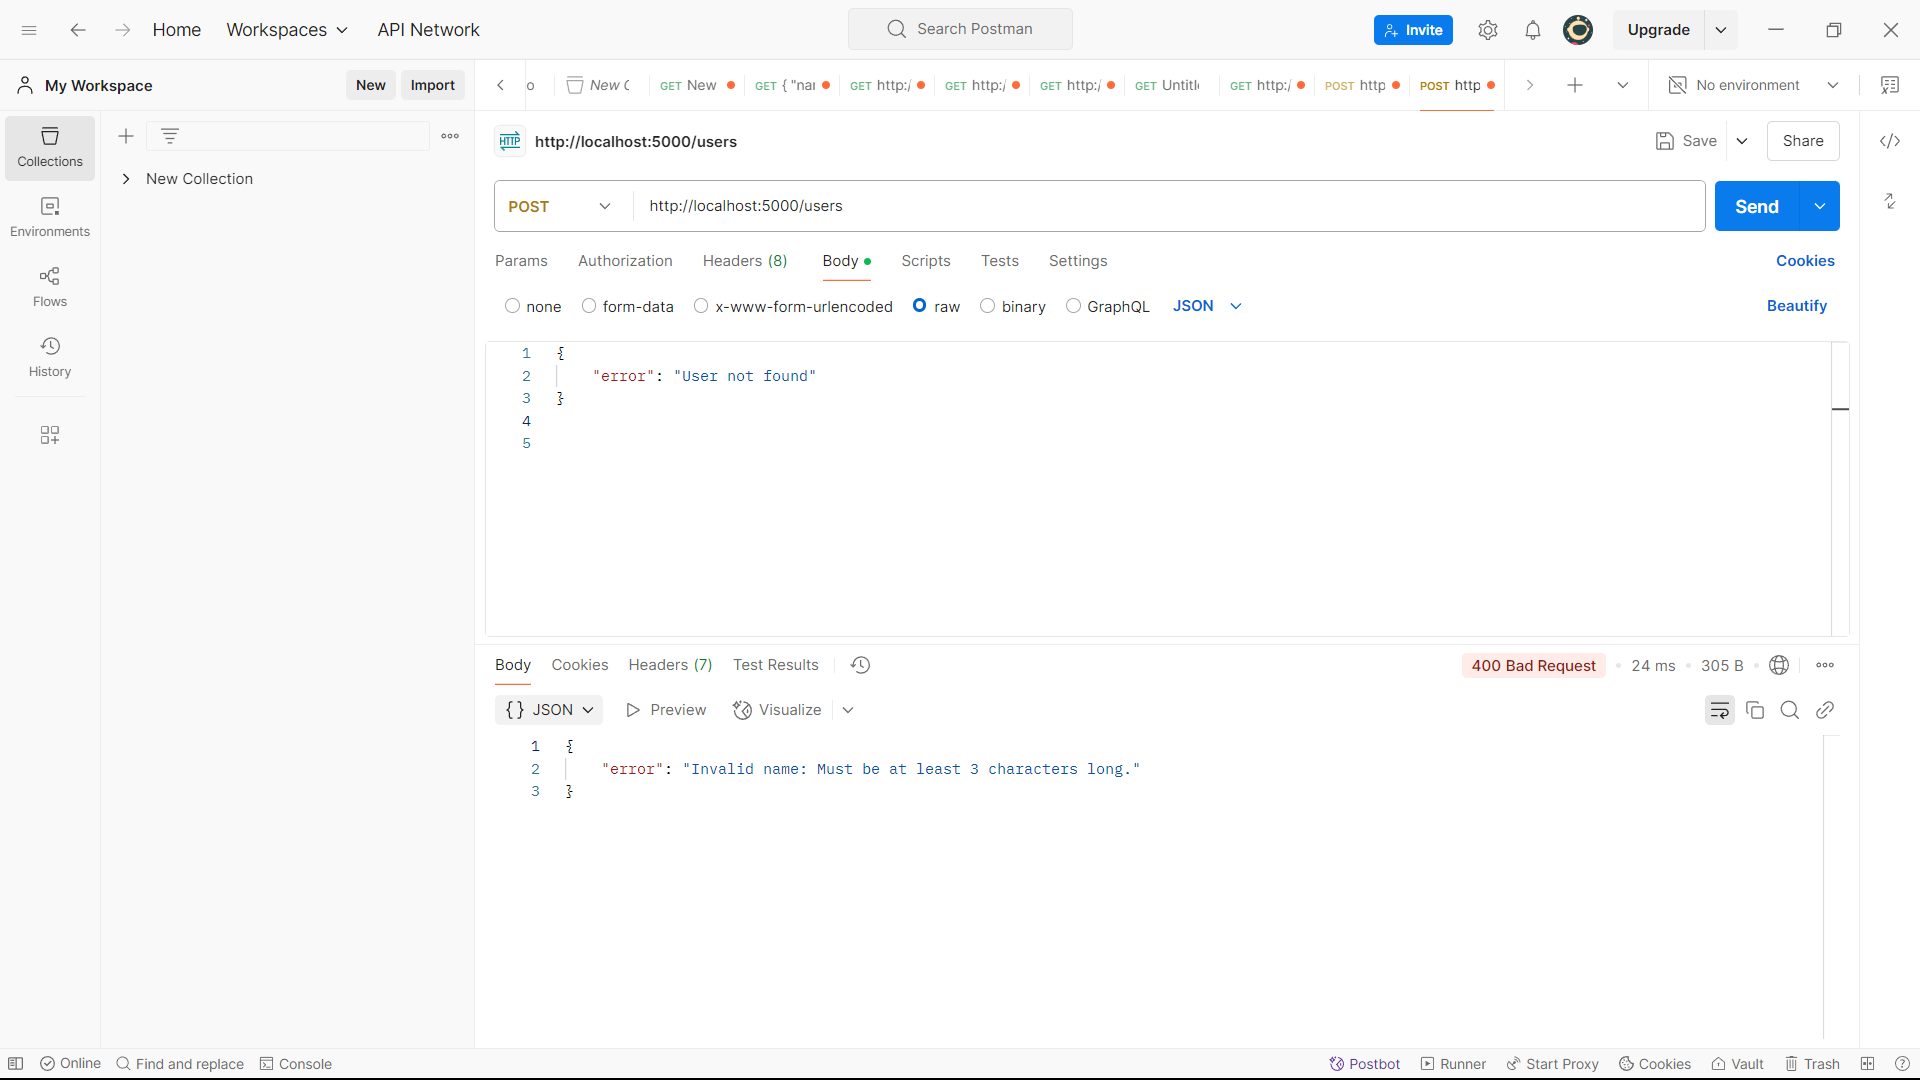 Home Workspaces API Network Search Postman Invite Upgrade
My Workspace New Import
o New C GET New GET { "nar GET http:/ GET http:/ GET http:/ GET Untitle GET http:/ POST http POST http No environment
Collections
Environments
Flows
History
New Collection
HTTP http://localhost:5000/users Save Share
POST http://localhost:5000/users Send
Params Authorization Headers (8) Body Scripts Tests Settings Cookies
none form-data x-www-form-urlencoded raw binary GraphQL JSON Beautify
1 {
2 "error": "User not found"
3 }
4
5
Body Cookies Headers (7) Test Results 400 Bad Request 24 ms 305 B
{} JSON Preview Visualize
1 {
2 "error": "Invalid name: Must be at least 3 characters long."
3 }
Online Find and replace Console Postbot Runner Start Proxy Cookies Vault Trash